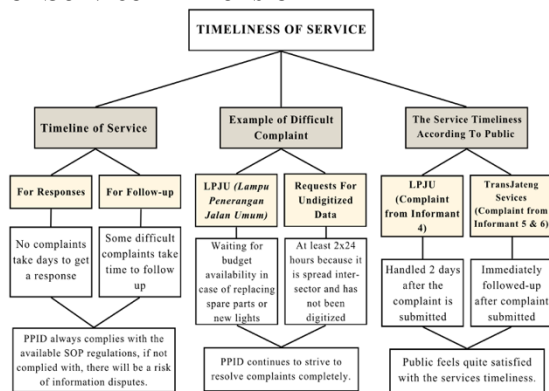 TIMELINESS OF SERVICE
Timeline of Service
Example of Difficult
Complaint
The Service Timeliness
According To Public
For Responses
For Follow-up
LPJU (Lampu
Penerangan
Jalan Umum)
Requests For
Undigitized
Data
LPJU
(Complaint
from Informant
4)
TransJateng
Sevices
(Complaint from
Informant 5 & 6)
No complaints
take days to get
a response
Some difficult
complaints take
time to follow
up
Waiting for
budget
availability in
case of replacing
spare parts or
new lights
At least 2x24
hours because it
is spread inter-
sector and has
not been
digitized
Handled 2 days
after the
complaint is
submitted
Immediately
followed-up
after complaint
submitted
PPID always complies with the
available SOP regulations, if not
complied with, there will be a risk
of information disputes.
PPID continues to strive to
resolve complaints completely.
Public feels quite satisfied
with the services timeliness.